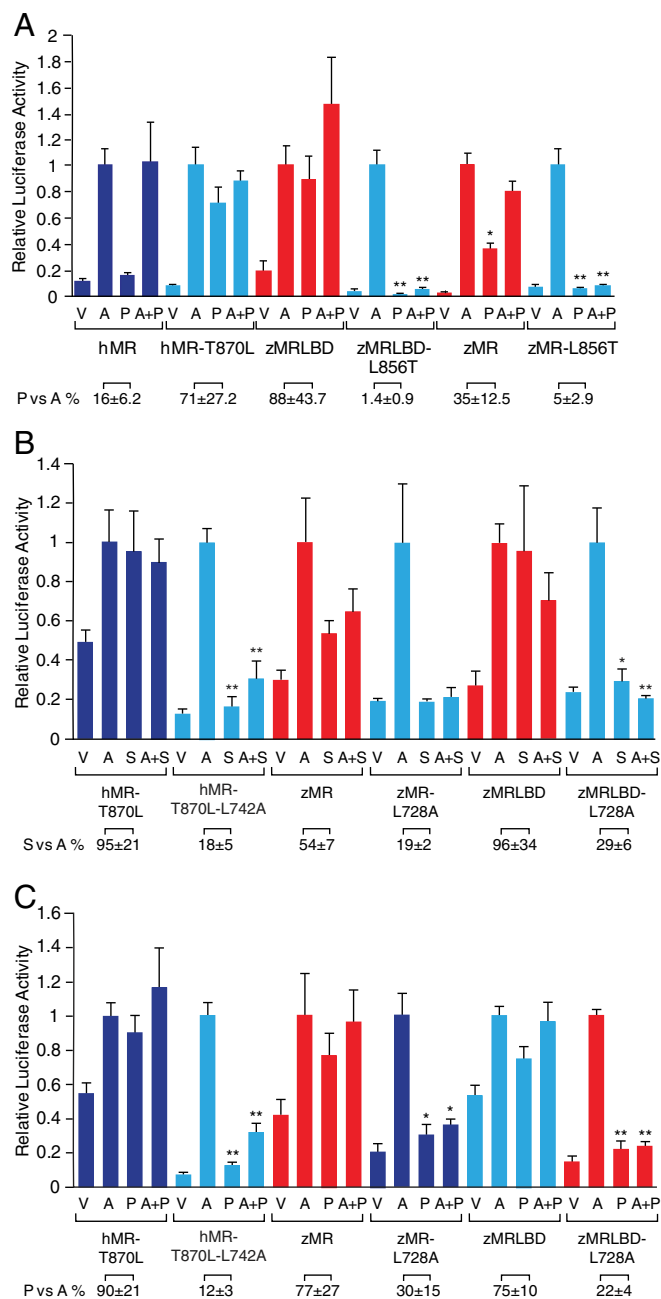 A
Relative Luciferase Activity
2
1.8
1.6
1.4
1.2
1
0.8
0.6
0.4
0.2
0
* ** ** ** **
V A P A+P V A P A+P V A P A+P V A P A+P V A P A+P V A P A+P
hMR hMR-T870L zMRLBD zMRLBD-L856T zMR zMR-L856T
P vs A % 16±6.2 71±27.2 88±43.7 1.4±0.9 35±12.5 5±2.9
B
Relative Luciferase Activity
1.4
1.2
1
0.8
0.6
0.4
0.2
0
** ** * **
V A S A+S V A S A+S V A S A+S V A S A+S V A S A+S V A S A+S
hMR- hMR- zMR zMR- zMRLBD zMRLBD-
T870L T870L-L742A L728A L728A
S vs A % 95±21 18±5 54±7 19±2 96±34 29±6
C
Relative Luciferase Activity
1.6
1.4
1.2
1
0.8
0.6
0.4
0.2
0
** ** * * ** **
V A P A+P V A P A+P V A P A+P V A P A+P V A P A+P V A P A+P
hMR- hMR- zMR zMR- zMRLBD zMRLBD-
T870L T870L-L742A L728A L728A
P vs A % 90±21 12±3 77±27 30±15 75±10 22±4